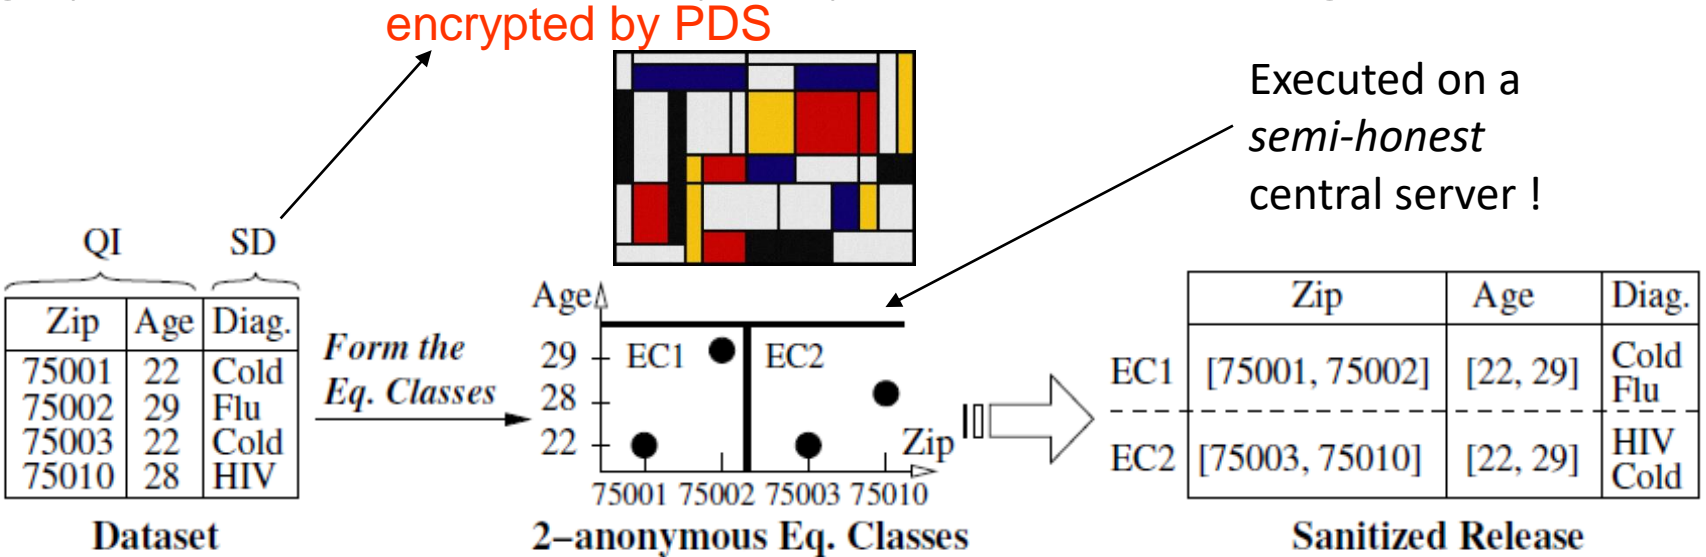 encrypted by PDS
Executed on a
semi-honest
central server !
QI SD
Zip Age Diag.
75001 22 Cold
75002 29 Flu
75003 22 Cold
75010 28 HIV
Dataset
Form the
Eq. Classes
Age
29 EC1 EC2
28
22 Zip
75001 75002 75003 75010
2–anonymous Eq. Classes
Zip Age Diag.
EC1 [75001, 75002] [22, 29] Cold
Flu
EC2 [75003, 75010] [22, 29] HIV
Cold
Sanitized Release